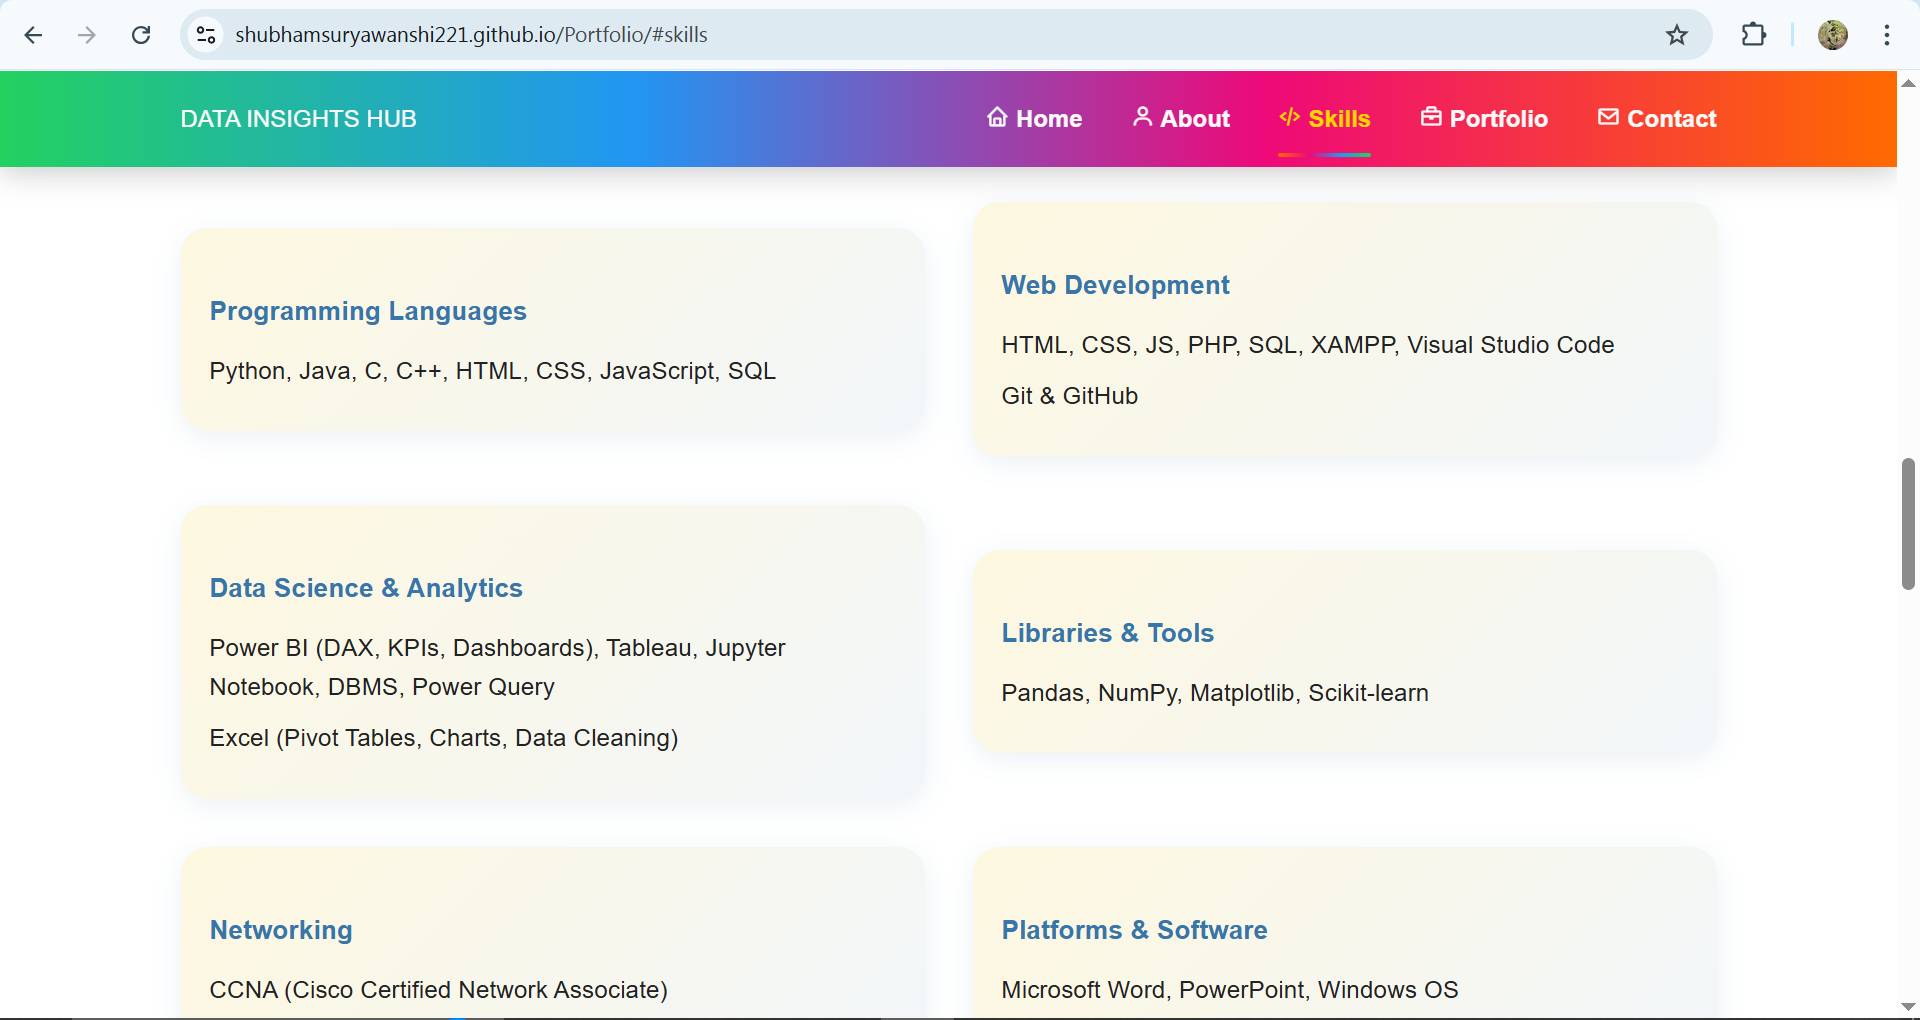 shubhamsuryawanshi221.github.io/Portfolio/#skills
DATA INSIGHTS HUB
Home
About
</> Skills
Portfolio
Contact
Programming Languages
Python, Java, C, C++, HTML, CSS, JavaScript, SQL
Web Development
HTML, CSS, JS, PHP, SQL, XAMPP, Visual Studio Code
Git & GitHub
Data Science & Analytics
Power BI (DAX, KPIs, Dashboards), Tableau, Jupyter
Notebook, DBMS, Power Query
Excel (Pivot Tables, Charts, Data Cleaning)
Libraries & Tools
Pandas, NumPy, Matplotlib, Scikit-learn
Networking
CCNA (Cisco Certified Network Associate)
Platforms & Software
Microsoft Word, PowerPoint, Windows OS